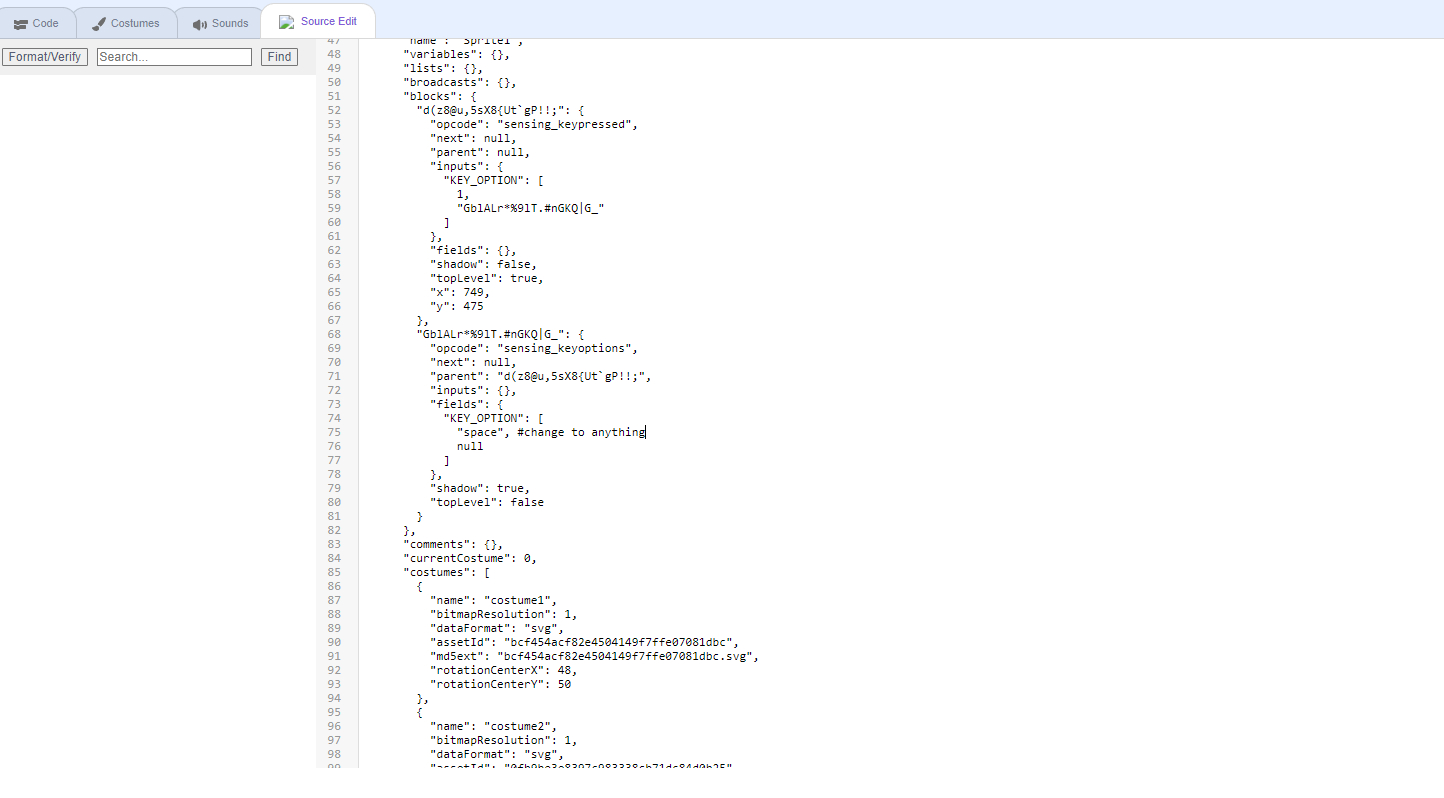 Code Costumes Sounds Source Edit
Format/Verify Search... Find
47 "name": "Sprite1",
48 "variables": {},
49 "lists": {},
50 "broadcasts": {},
51 "blocks": {
52 "d(z8@u,5sX8{Ut`gP!!;": {
53 "opcode": "sensing_keypressed",
54 "next": null,
55 "parent": null,
56 "inputs": {
57 "KEY_OPTION": [
58 1,
59 "GblALr*%9lT.#nGKQ|G_"
60 ]
61 },
62 "fields": {},
63 "shadow": false,
64 "topLevel": true,
65 "x": 749,
66 "y": 475
67 },
68 "GblALr*%9lT.#nGKQ|G_": {
69 "opcode": "sensing_keyoptions",
70 "next": null,
71 "parent": "d(z8@u,5sX8{Ut`gP!!;",
72 "inputs": {},
73 "fields": {
74 "KEY_OPTION": [
75 "space", #change to anything
76 null
77 ]
78 },
79 "shadow": true,
80 "topLevel": false
81 }
82 },
83 "comments": {},
84 "currentCostume": 0,
85 "costumes": [
86 {
87 "name": "costume1",
88 "bitmapResolution": 1,
89 "dataFormat": "svg",
90 "assetId": "bcf454acf82e4504149f7ffe07081dbc",
91 "md5ext": "bcf454acf82e4504149f7ffe07081dbc.svg",
92 "rotationCenterX": 48,
93 "rotationCenterY": 50
94 },
95 {
96 "name": "costume2",
97 "bitmapResolution": 1,
98 "dataFormat": "svg",
99 "assetId":